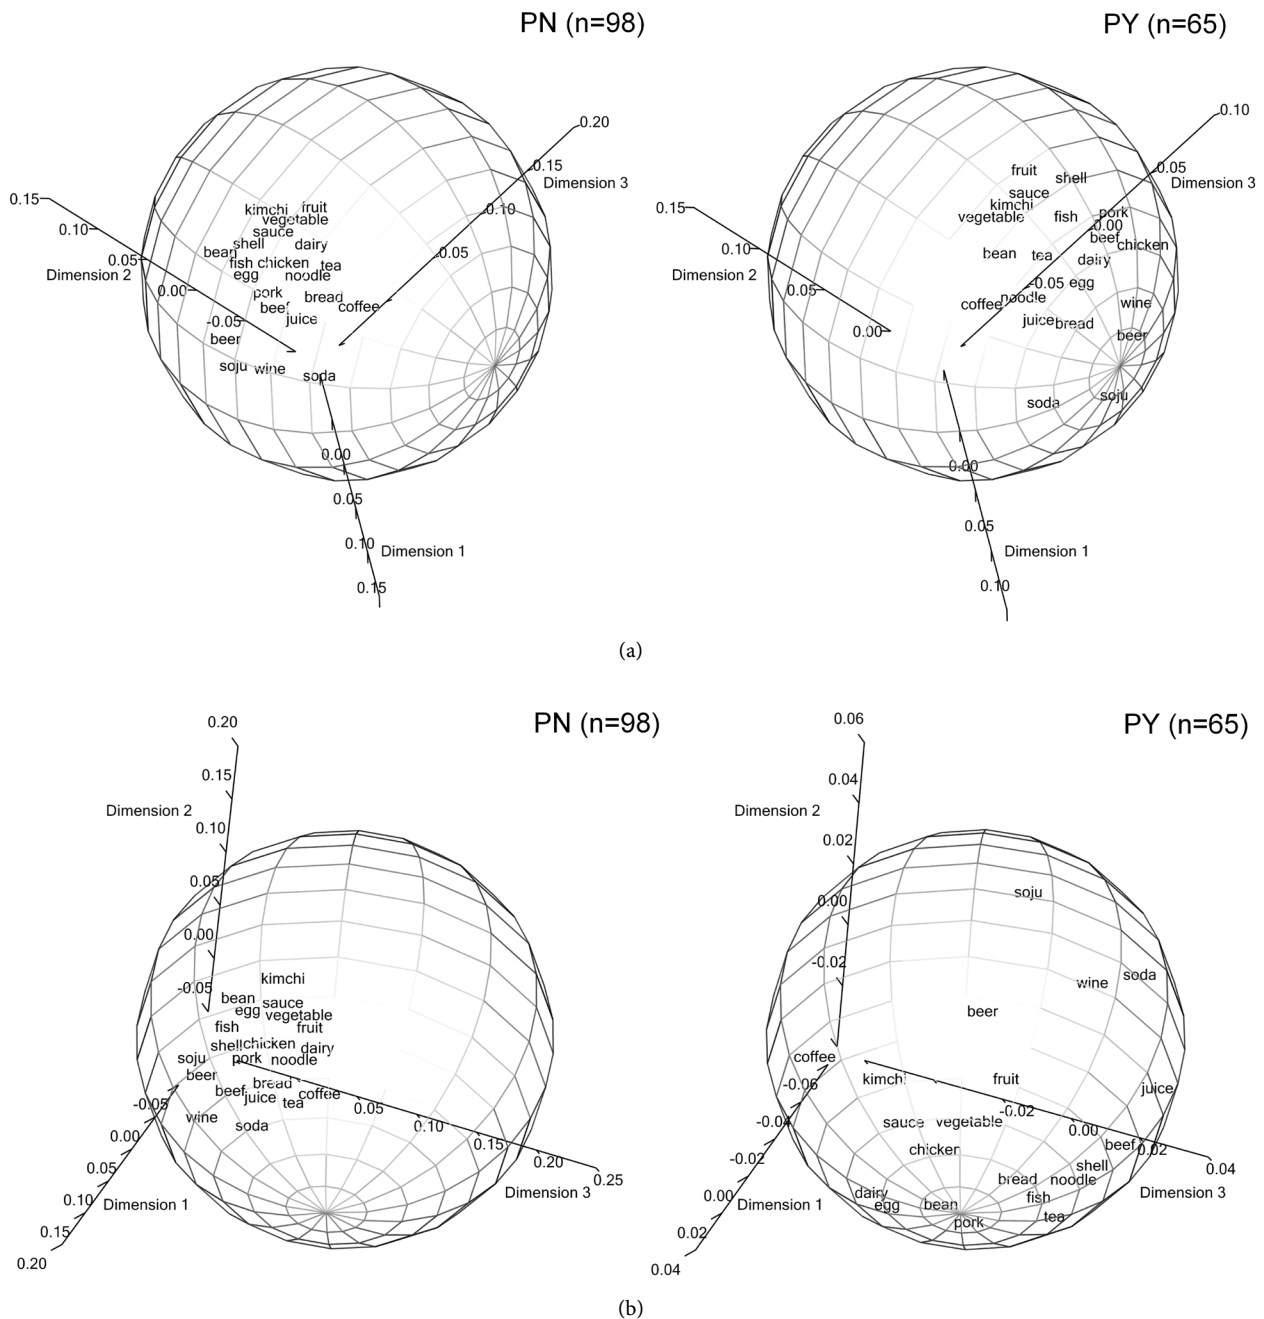 PN (n=98)
PY (n=65)
0.20
0.15
Dimension 3
0.10
0.05
0.15
0.10
0.05
Dimension 2
0.00
-0.05
kimchi
fruit
vegetable
sauce
shell
dairy
bean
fish
chicken
tea
egg
noodle
pork
bread
beef
coffee
juice
beer
soju
wine
soda
0.00
0.05
0.10
Dimension 1
0.15
0.10
0.05
Dimension 3
0.00
-0.05
0.15
0.10
Dimension 2
0.05
0.00
fruit
shell
sauce
kimchi
vegetable
fish
pork
beef
chicken
bean
tea
dairy
egg
noodle
coffee
wine
juice
bread
beer
soda
soju
0.00
0.05
Dimension 1
0.10
(a)
PN (n=98)
PY (n=65)
0.20
0.15
Dimension 2
0.10
0.05
0.00
-0.05
kimchi
bean
sauce
egg
vegetable
fish
fruit
shell
chicken
dairy
soju
pork
noodle
beer
bread
beef
coffee
juice
tea
wine
soda
-0.05
0.00
0.05
0.10
Dimension 1
0.15
0.20
0.05
0.10
0.15
0.20
0.25
Dimension 3
0.06
0.04
Dimension 2
0.02
0.00
-0.02
soju
wine
soda
beer
coffee
kimchi
fruit
juice
sauce
vegetable
chicken
beef
shell
bread
noodle
dairy
fish
egg
bean
tea
pork
-0.06
-0.04
-0.02
0.00
Dimension 1
0.02
0.04
-0.02
0.00
0.02
0.04
Dimension 3
(b)